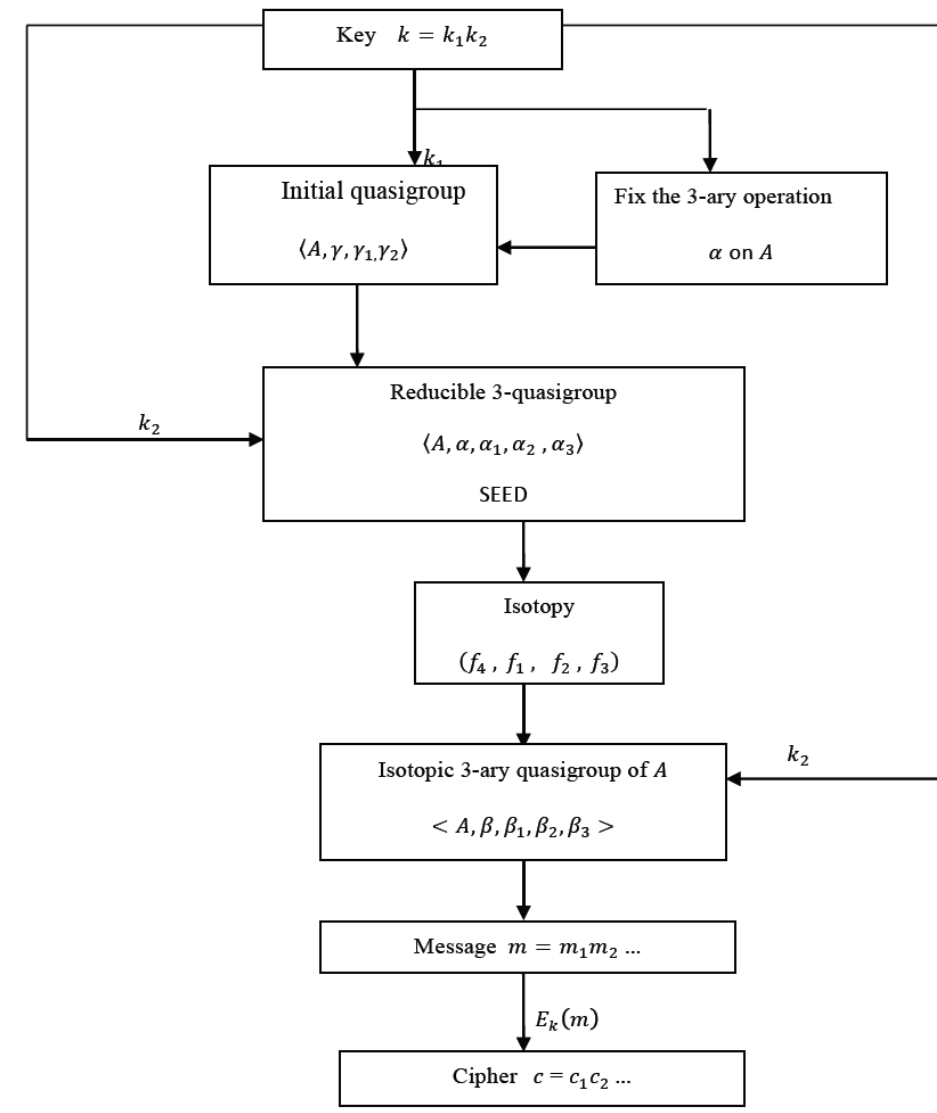 Key k = k₁k₂
k₁
Initial quasigroup
⟨A, γ, γ₁,γ₂⟩
Fix the 3-ary operation
α on A
k₂
Reducible 3-quasigroup
⟨A, α, α₁, α₂ , α₃⟩
SEED
Isotopy
(f₄ , f₁ , f₂ , f₃)
k₂
Isotopic 3-ary quasigroup of A
< A, β, β₁, β₂, β₃ >
Message m = m₁m₂ ...
Eₖ(m)
Cipher c = c₁c₂ ...